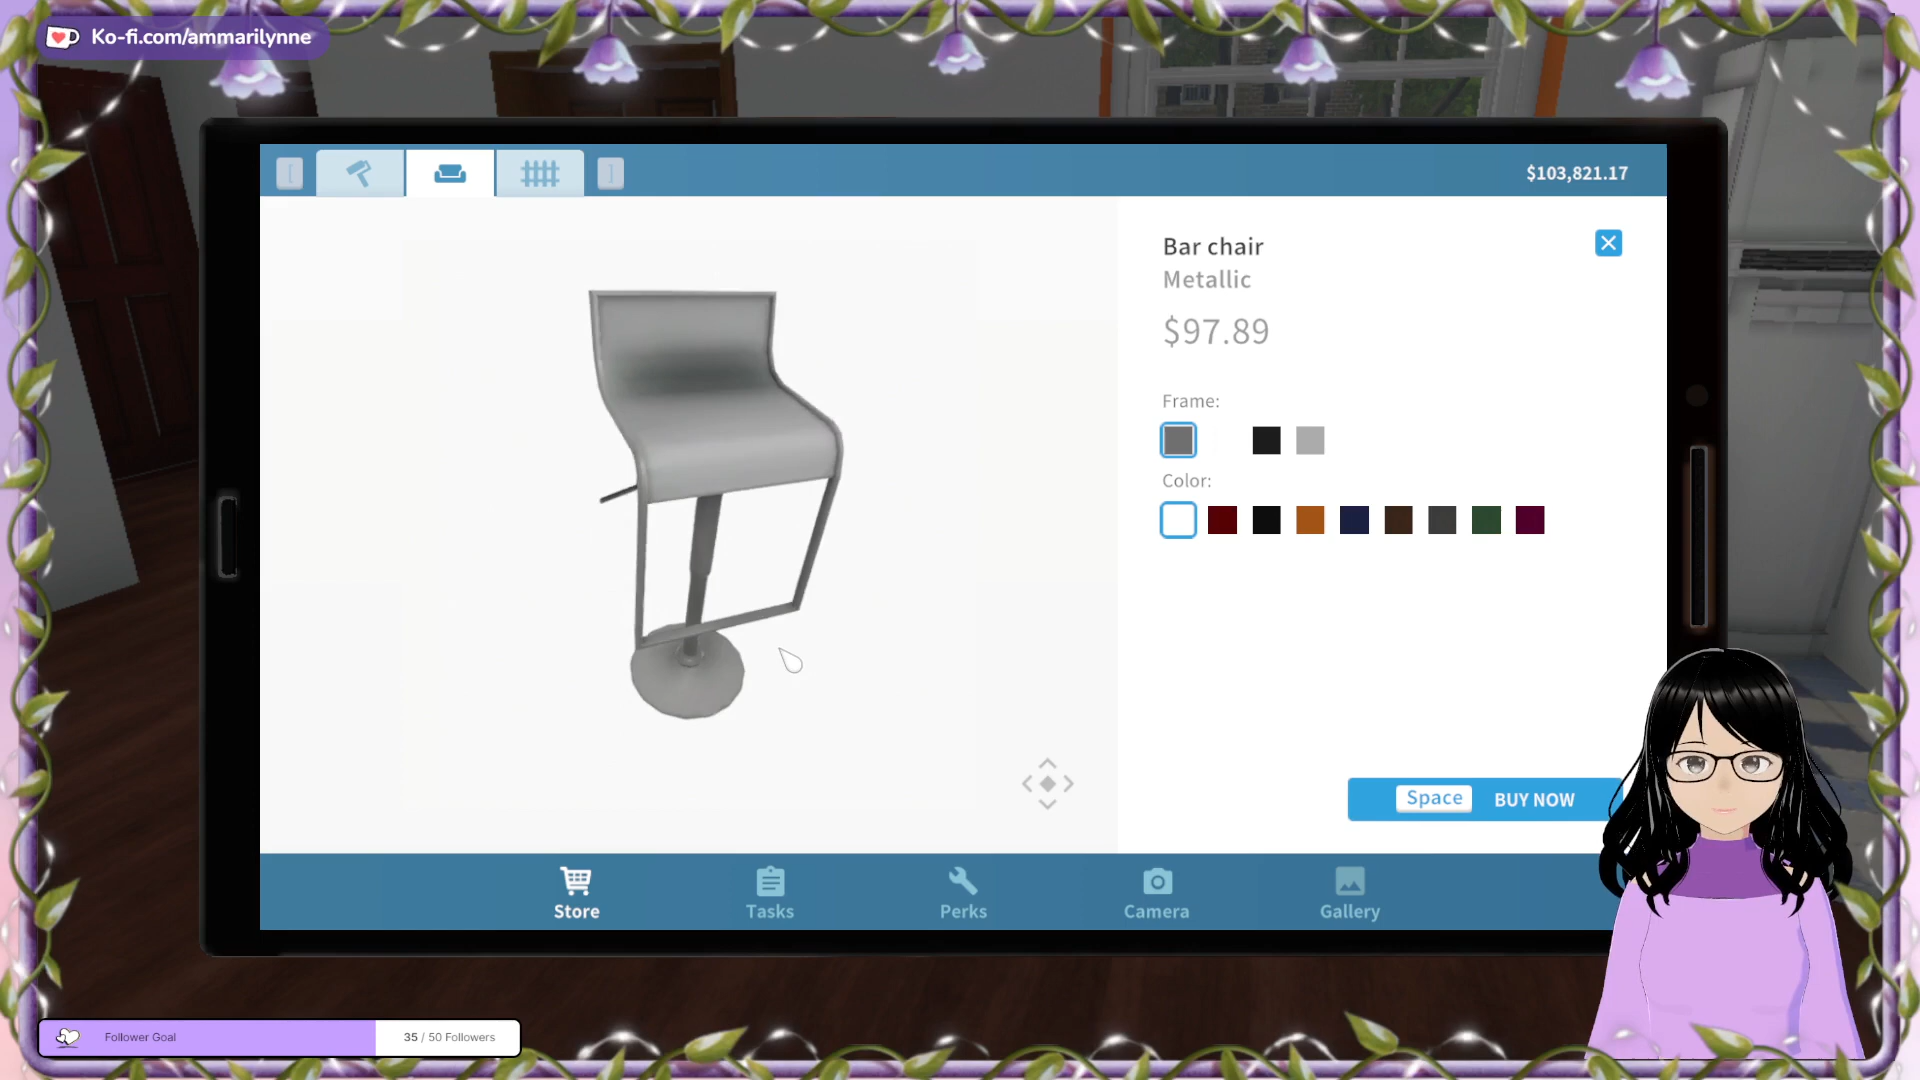 Ko-fi.com/ammarilynne
[
]
$103,821.17
Bar chair
Metallic
$97.89
Frame:
Color:
Space BUY NOW
Store
Tasks
Perks
Camera
Gallery
Follower Goal
35 / 50 Followers